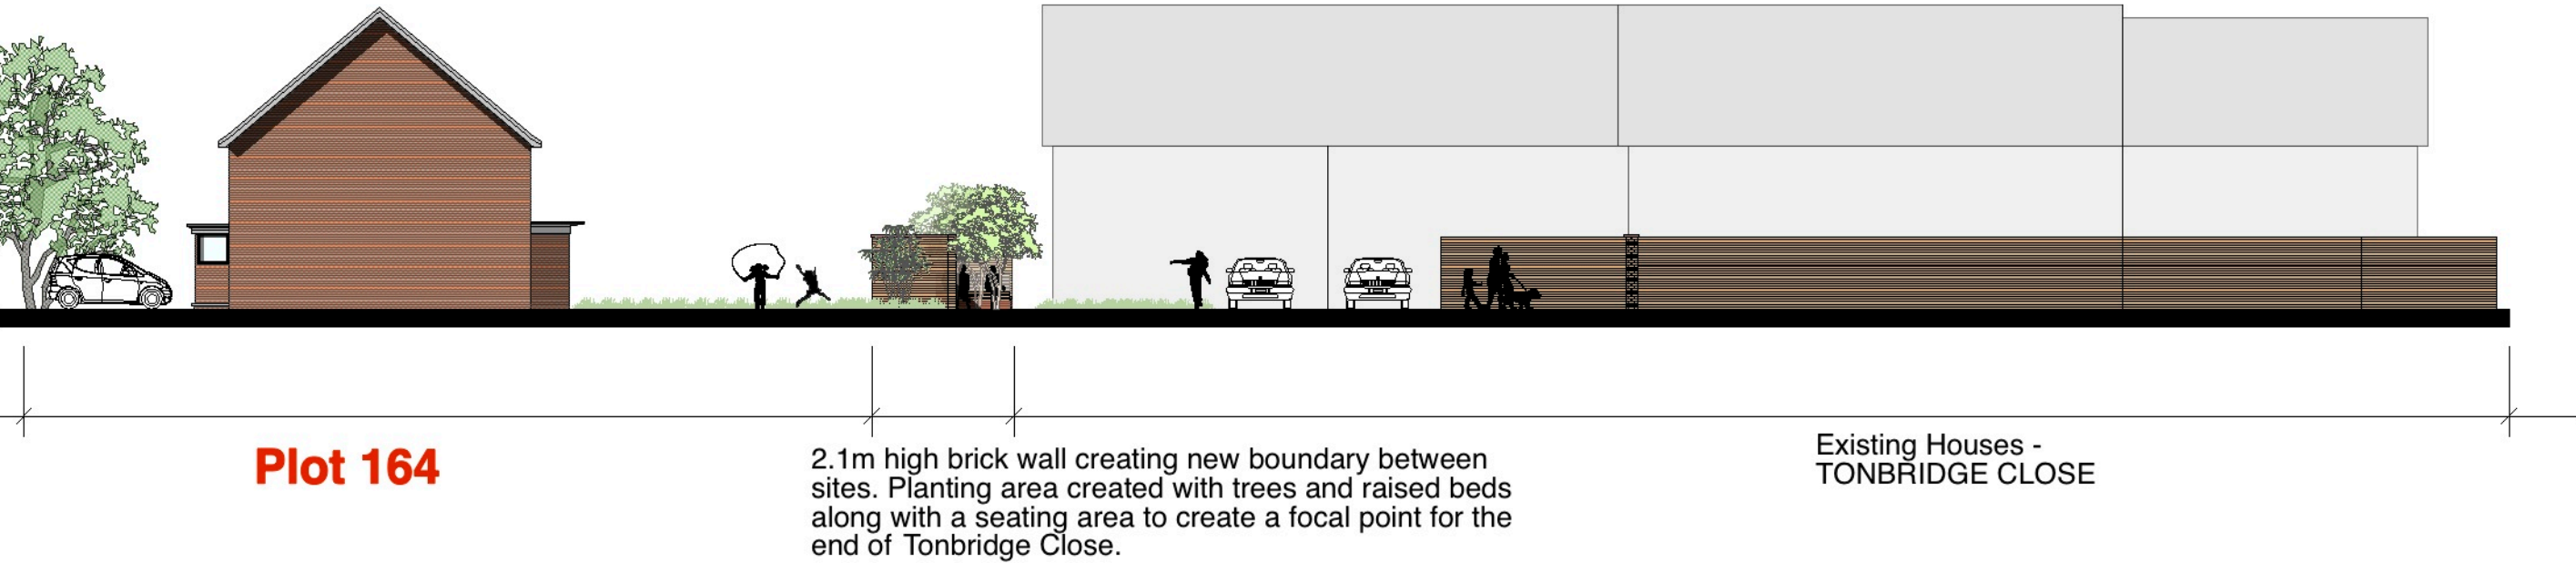 Plot 164
2.1m high brick wall creating new boundary between
sites. Planting area created with trees and raised beds
along with a seating area to create a focal point for the
end of Tonbridge Close.
Existing Houses -
TONBRIDGE CLOSE